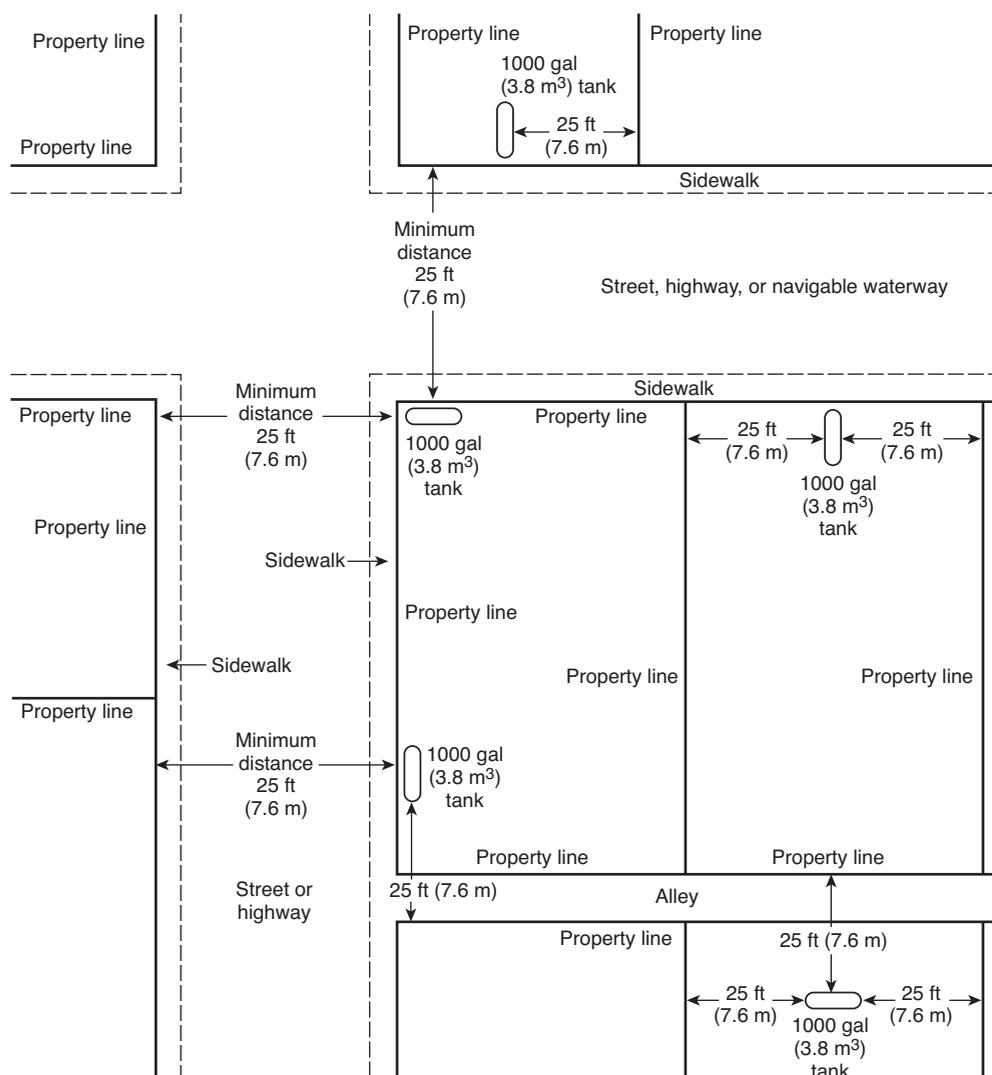 Property line
Property line
Property line
1000 gal
(3.8 m³) tank
25 ft
(7.6 m)
Property line
Sidewalk
Minimum
distance
25 ft
(7.6 m)
Street, highway, or navigable waterway
Sidewalk
Minimum
distance
25 ft
(7.6 m)
Property line
Property line
1000 gal
(3.8 m³)
tank
Property line
25 ft
(7.6 m)
25 ft
(7.6 m)
1000 gal
(3.8 m³)
tank
Property line
Sidewalk
Property line
Sidewalk
Property line
Property line
Property line
Minimum
distance
25 ft
(7.6 m)
1000 gal
(3.8 m³)
tank
Property line
Property line
Street or
highway
25 ft (7.6 m)
Alley
Property line
25 ft (7.6 m)
25 ft
(7.6 m)
25 ft
(7.6 m)
1000 gal
(3.8 m³)
tank